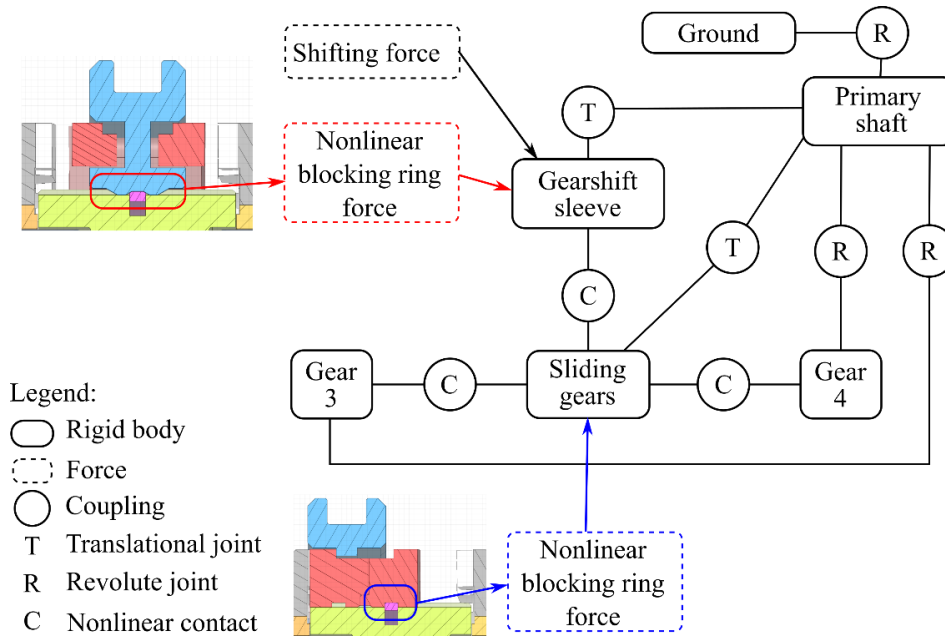 Ground
R
Shifting force
T
Primary
shaft
Nonlinear
blocking ring
force
Gearshift
sleeve
T
R
R
C
Gear
3
C
Sliding
gears
C
Gear
4
Legend:
Rigid body
Force
Coupling
T Translational joint
R Revolute joint
C Nonlinear contact
Nonlinear
blocking ring
force